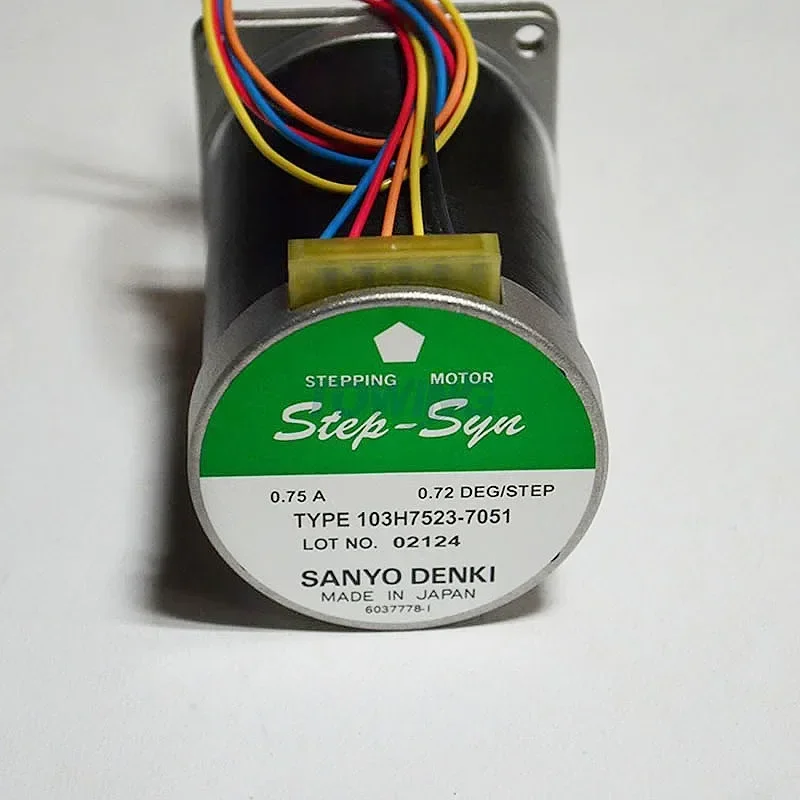 STEPPING MOTOR
Step-Syn
0.75 A 0.72 DEG/STEP
TYPE 103H7523-7051
LOT NO. 02124
SANYO DENKI
MADE IN JAPAN
6037778-1